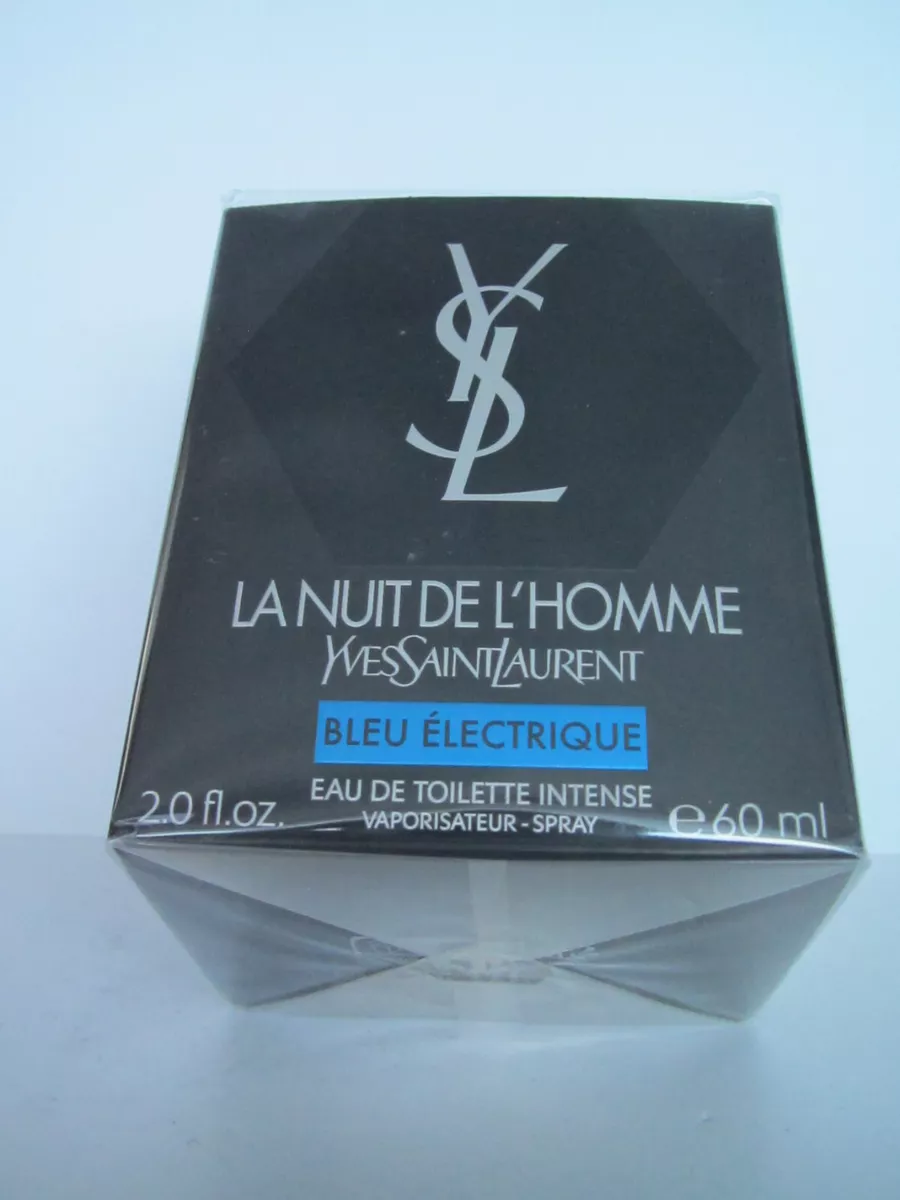 YSL
LA NUIT DE L'HOMME
YVESSAINTLAURENT
BLEU ÉLECTRIQUE
EAU DE TOILETTE INTENSE
VAPORISATEUR - SPRAY
2.0 fl.oz.
℮60 ml